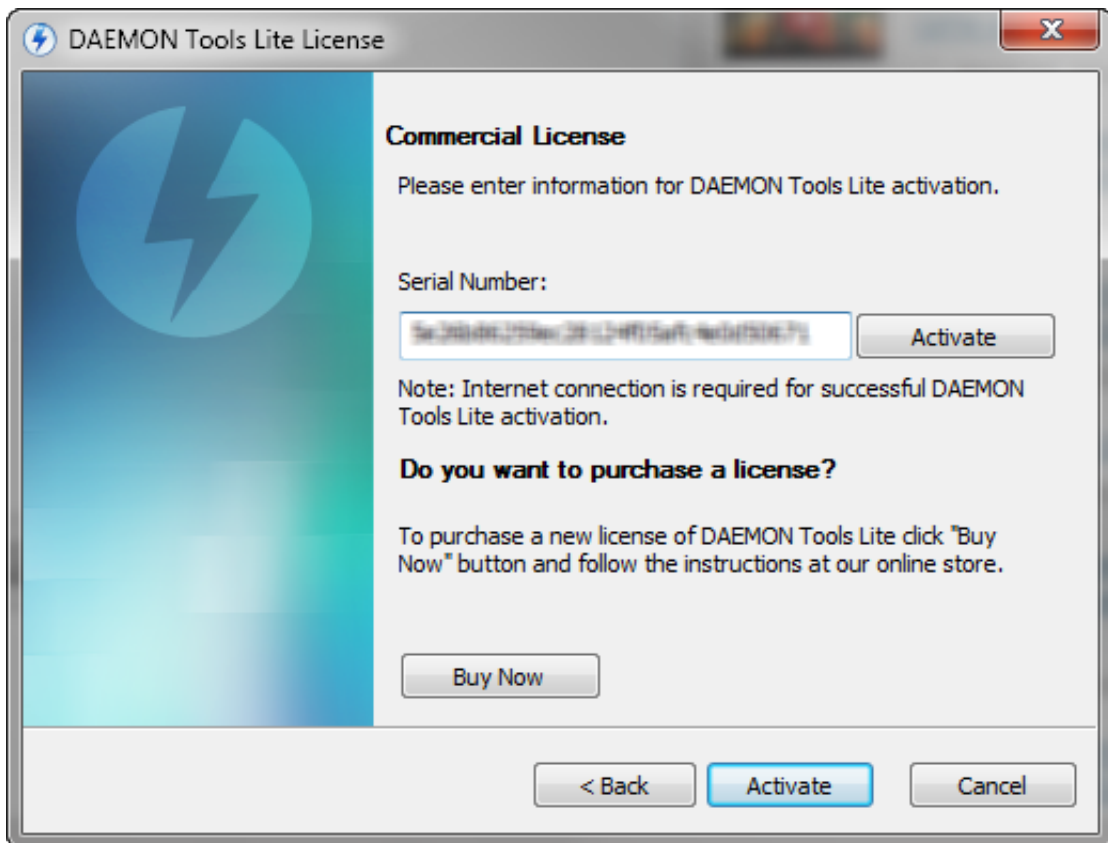 DAEMON Tools Lite License
Commercial License
Please enter information for DAEMON Tools Lite activation.
Serial Number:
Activate
Note: Internet connection is required for successful DAEMON
Tools Lite activation.
Do you want to purchase a license?
To purchase a new license of DAEMON Tools Lite click "Buy
Now" button and follow the instructions at our online store.
Buy Now
< Back
Activate
Cancel